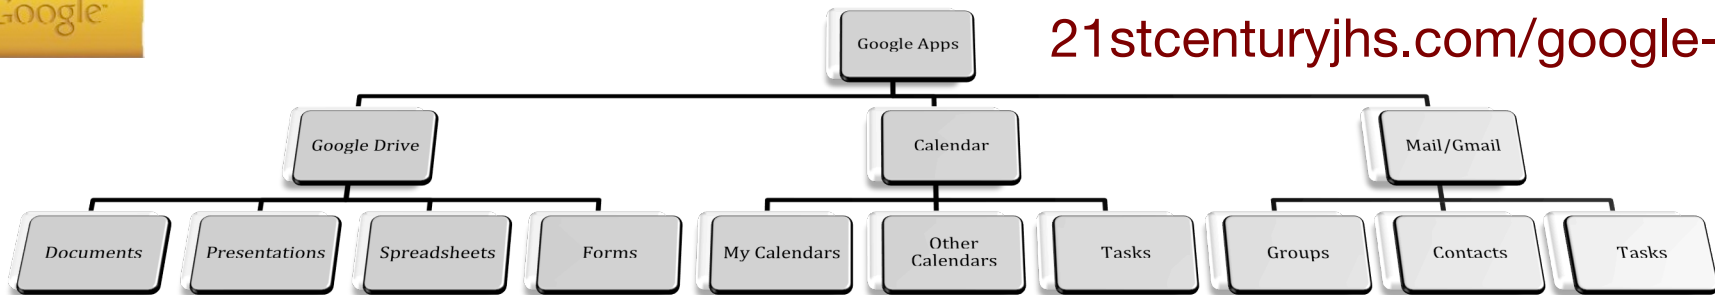 Google
Google Apps
21stcenturyjhs.com/google-
Google Drive
Calendar
Mail/Gmail
Documents
Presentations
Spreadsheets
Forms
My Calendars
Other
Calendars
Tasks
Groups
Contacts
Tasks